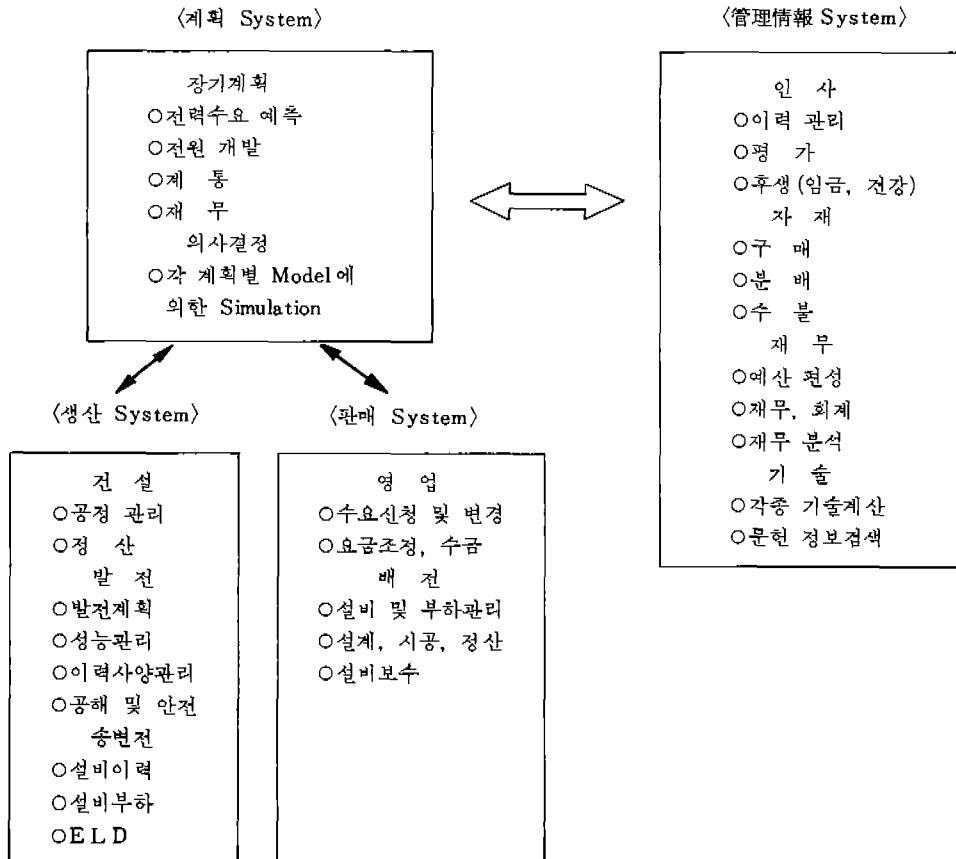 〈계획 System〉
장기계획
○전력수요 예측
○전원 개발
○계 통
○재 무
의사결정
○각 계획별 Model에
의한 Simulation
〈管理情報 System〉
인 사
○이력 관리
○평 가
○후생(임금, 건강)
자 재
○구 매
○분 배
○수 불
재 무
○예산 편성
○재무, 회계
○재무 분석
기 술
○각종 기술계산
○문헌 정보검색
〈생산 System〉
건 설
○공정 관리
○정 산
발 전
○발전계획
○성능관리
○이력사양관리
○공해 및 안전
송변전
○설비이력
○설비부하
○E L D
〈판매 System〉
영 업
○수요신청 및 변경
○요금조정, 수금
배 전
○설비 및 부하관리
○설계, 시공, 정산
○설비보수